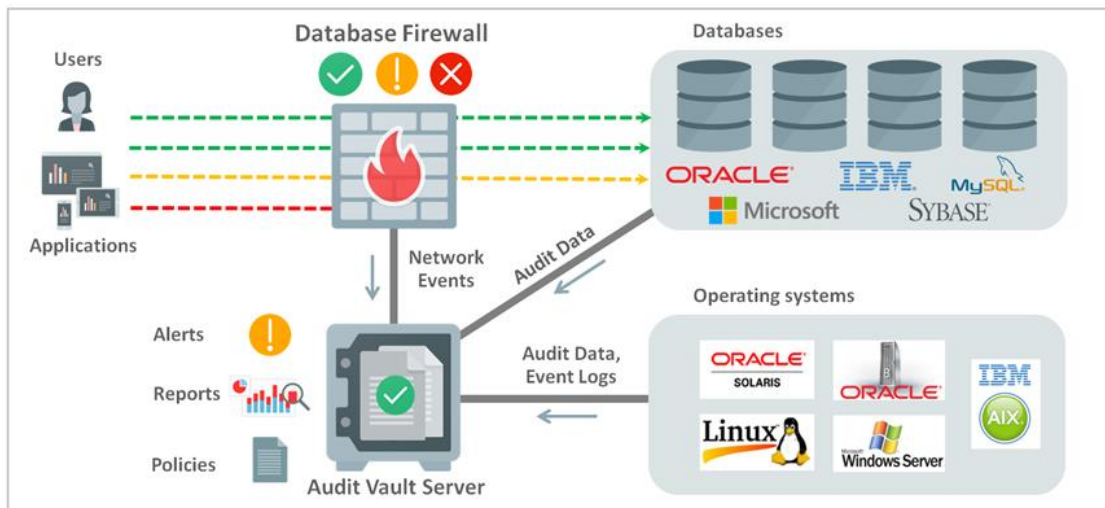 Database Firewall
Users
Applications
Databases
ORACLE®
IBM®
MySQL®
Microsoft
SYBASE®
Network
Events
Audit Data
Alerts
Reports
Policies
Audit Vault Server
Audit Data,
Event Logs
Operating systems
ORACLE®
SOLARIS
B
ORACLE
IBM
AIX
Linux
Microsoft
Windows Server